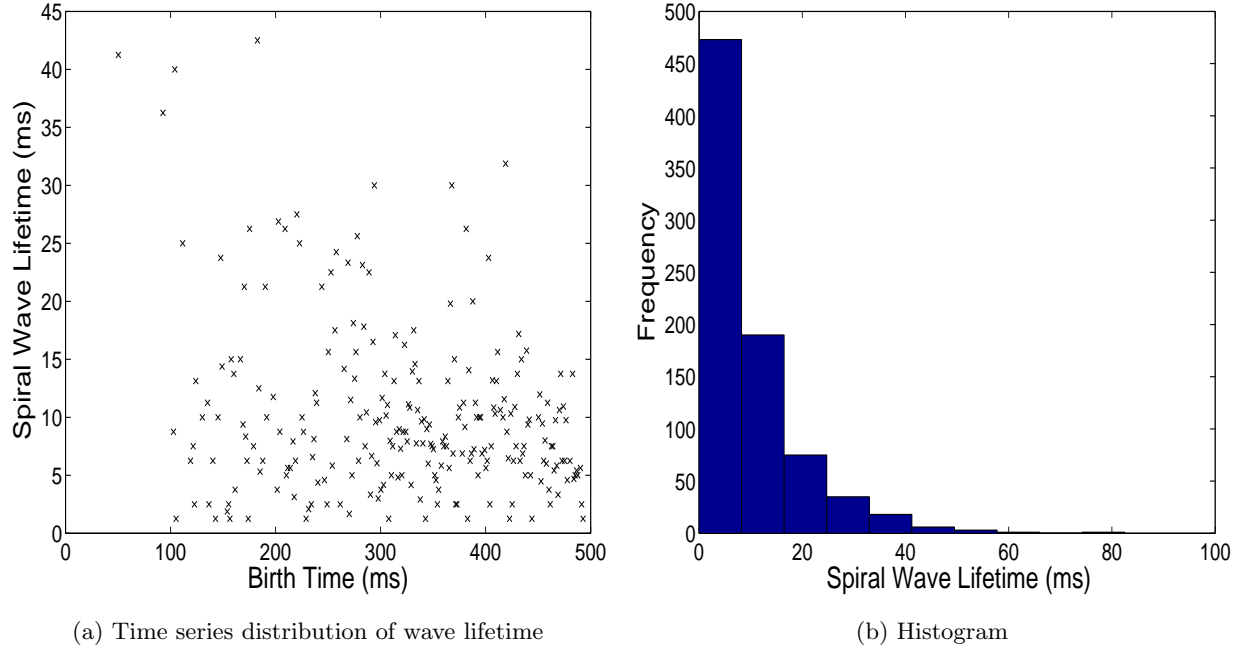 45
40
35
30
25
20
15
10
5
0
Spiral Wave Lifetime (ms)
0 100 200 300 400 500
Birth Time (ms)
(a) Time series distribution of wave lifetime
500
450
400
350
300
250
200
150
100
50
0
Frequency
0 20 40 60 80 100
Spiral Wave Lifetime (ms)
(b) Histogram